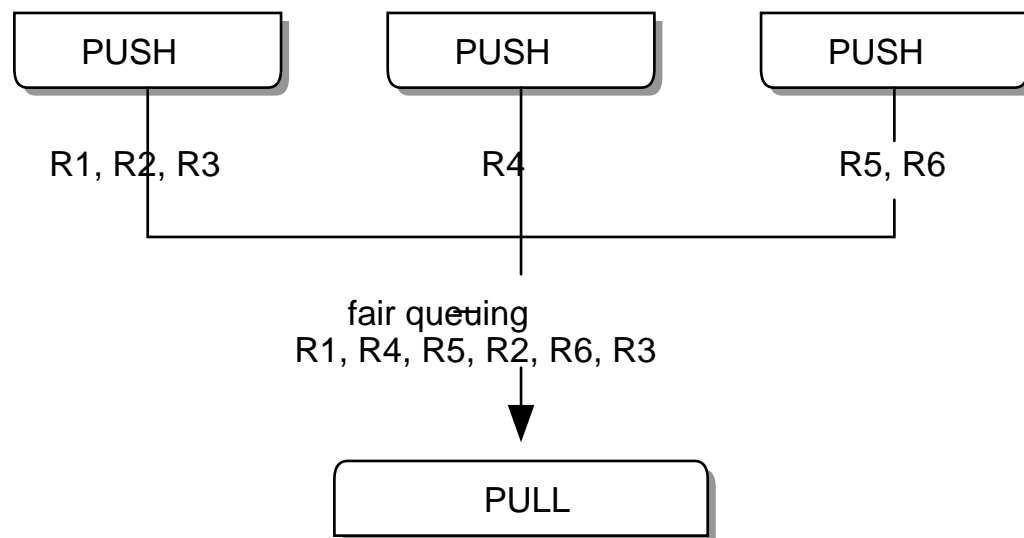 PUSH PUSH PUSH
R1, R2, R3 R4 R5, R6
fair queuing
R1, R4, R5, R2, R6, R3
PULL